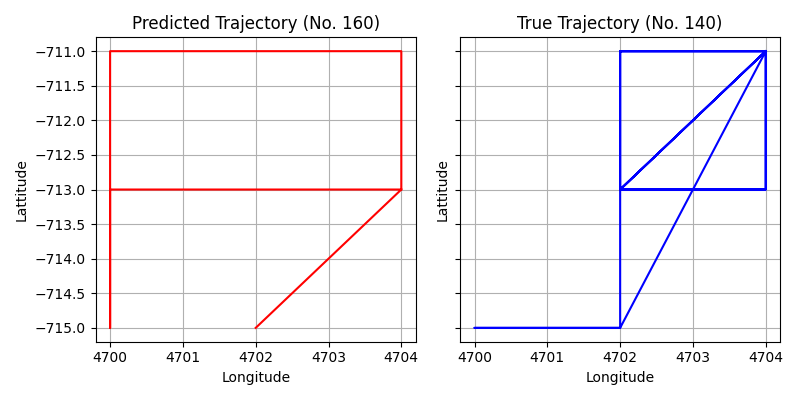 Predicted Trajectory (No. 160)
−711.0
−711.5
−712.0
−712.5
−713.0
−713.5
−714.0
−714.5
−715.0
Lattitude
4700 4701 4702 4703 4704
Longitude
True Trajectory (No. 140)
Lattitude
4700 4701 4702 4703 4704
Longitude